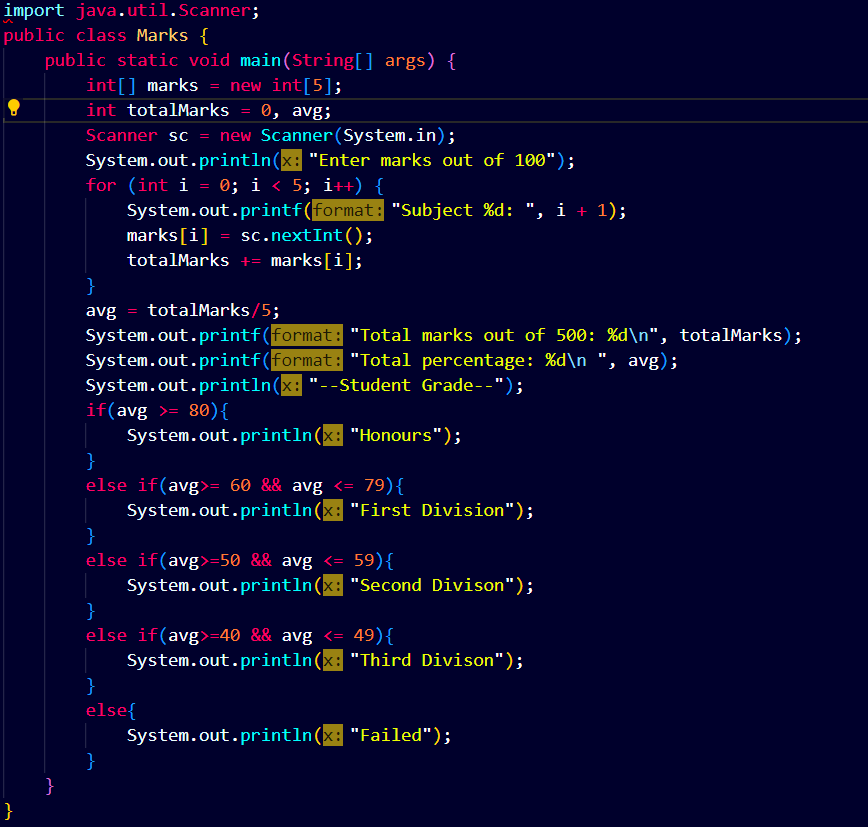 import java.util.Scanner;
public class Marks {
    public static void main(String[] args) {
        int[] marks = new int[5];
        int totalMarks = 0, avg;
        Scanner sc = new Scanner(System.in);
        System.out.println(x: "Enter marks out of 100");
        for (int i = 0; i < 5; i++) {
            System.out.printf(format: "Subject %d: ", i + 1);
            marks[i] = sc.nextInt();
            totalMarks += marks[i];
        }
        avg = totalMarks/5;
        System.out.printf(format: "Total marks out of 500: %d\n", totalMarks);
        System.out.printf(format: "Total percentage: %d\n ", avg);
        System.out.println(x: "--Student Grade--");
        if(avg >= 80){
            System.out.println(x: "Honours");
        }
        else if(avg>= 60 && avg <= 79){
            System.out.println(x: "First Division");
        }
        else if(avg>=50 && avg <= 59){
            System.out.println(x: "Second Divison");
        }
        else if(avg>=40 && avg <= 49){
            System.out.println(x: "Third Divison");
        }
        else{
            System.out.println(x: "Failed");
        }
    }
}